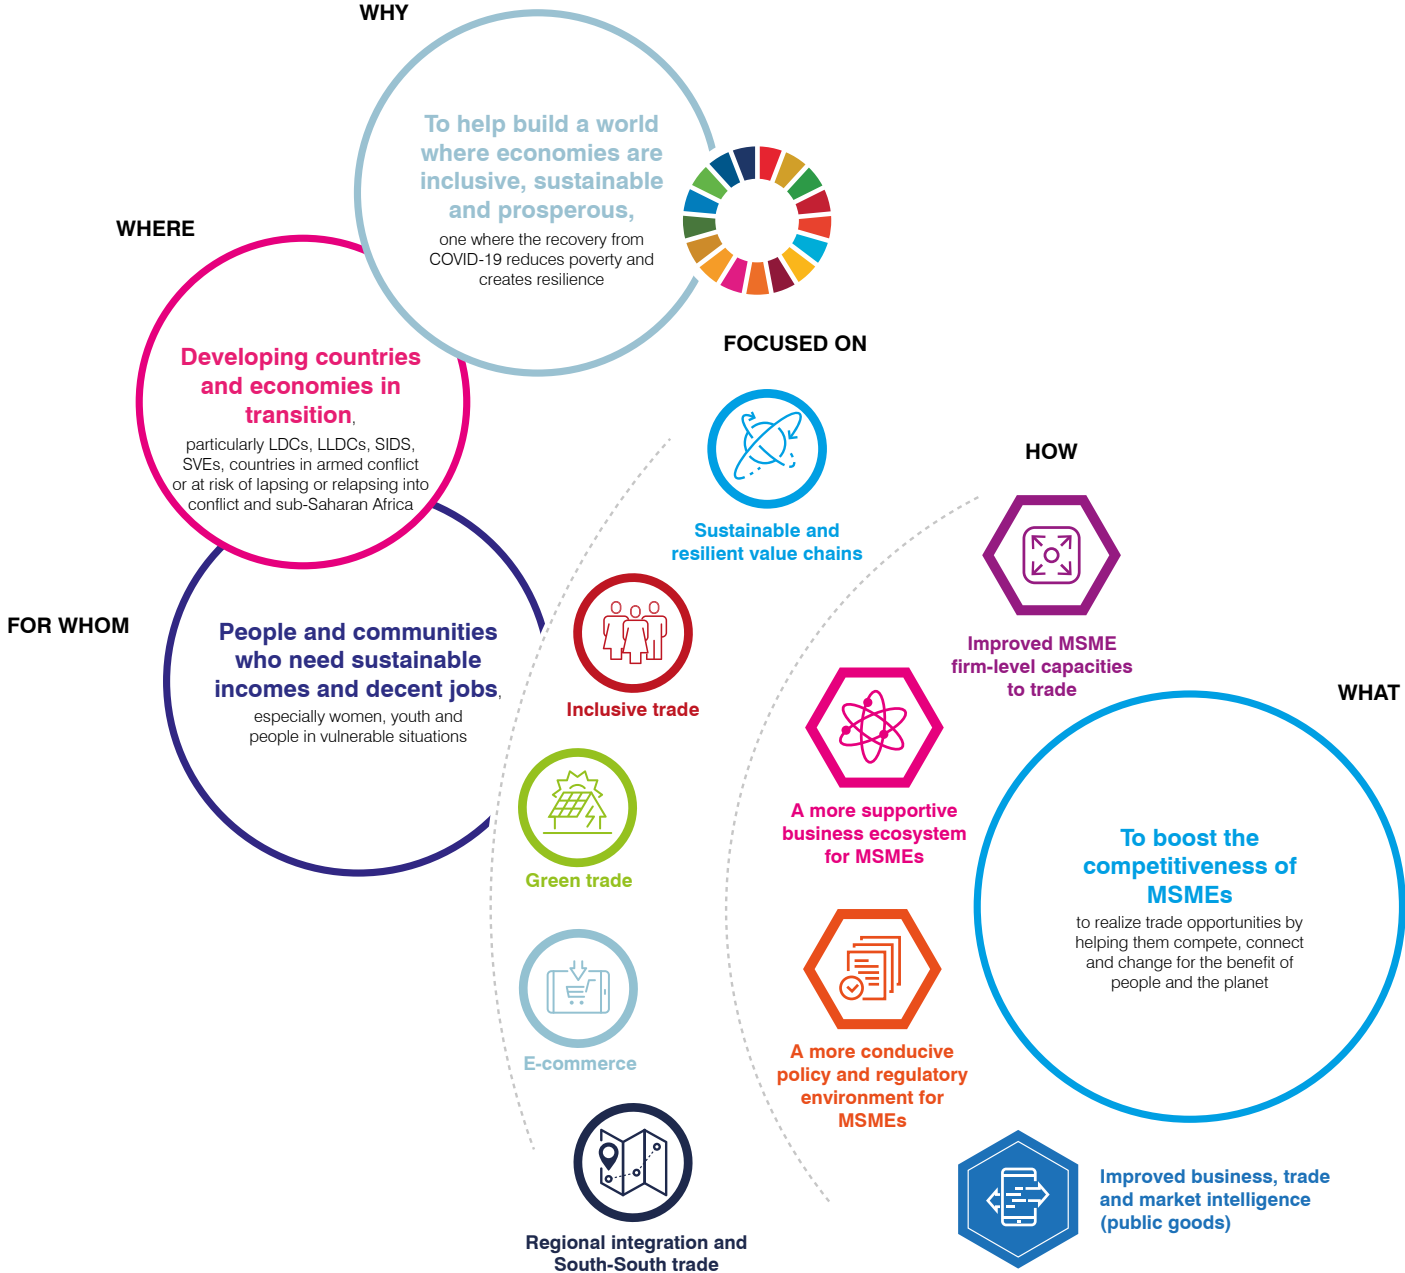 WHY
To help build a world
where economies are
inclusive, sustainable
and prosperous,
one where the recovery from
COVID-19 reduces poverty and
creates resilience
WHERE
Developing countries
and economies in
transition,
particularly LDCs, LLDCs, SIDS,
SVEs, countries in armed conflict
or at risk of lapsing or relapsing into
conflict and sub-Saharan Africa
FOR WHOM
People and communities
who need sustainable
incomes and decent jobs,
especially women, youth and
people in vulnerable situations
FOCUSED ON
Sustainable and
resilient value chains
Inclusive trade
Green trade
E-commerce
Regional integration and
South-South trade
HOW
Improved MSME
firm-level capacities
to trade
A more supportive
business ecosystem
for MSMEs
A more conducive
policy and regulatory
environment for
MSMEs
Improved business, trade
and market intelligence
(public goods)
WHAT
To boost the
competitiveness of
MSMEs
to realize trade opportunities by
helping them compete, connect
and change for the benefit of
people and the planet